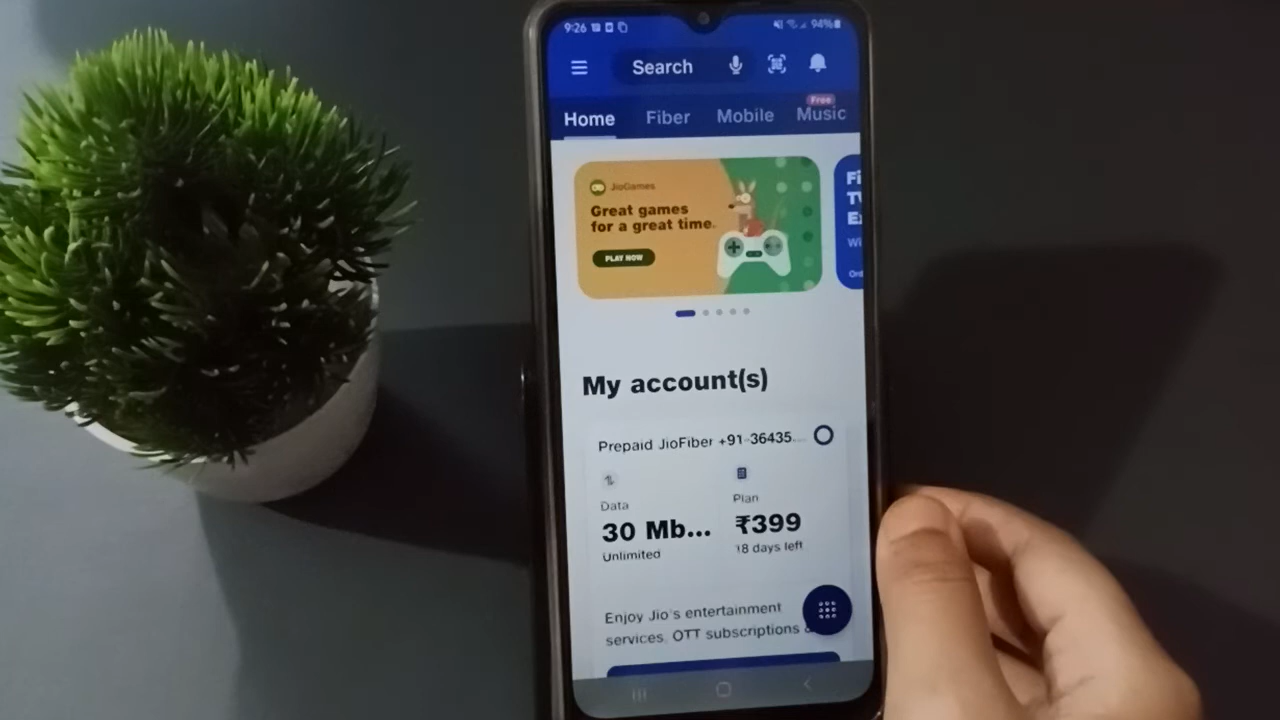 9:26
94%
Search
Home Fiber Mobile Music
Free
JioGames
Great games
for a great time.
PLAY NOW
Fi
TV
Ex
Wi
Ord
My account(s)
Prepaid JioFiber +91-36435...
Data
Plan
30 Mb...
₹399
Unlimited
18 days left
Enjoy Jio's entertainment
services, OTT subscriptions &